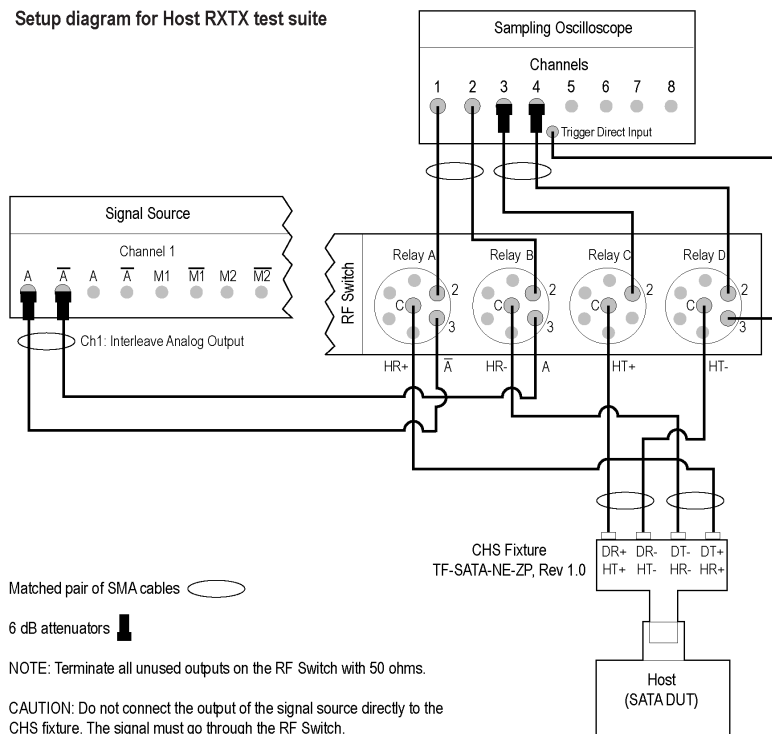 Setup diagram for Host RXTX test suite
Sampling Oscilloscope
Channels
1 2 3 4 5 6 7 8
Trigger Direct Input
Signal Source
Channel 1
A A̅ A A̅ M1 M̅1̅ M2 M̅2̅
Ch1: Interleave Analog Output
RF Switch
Relay A Relay B Relay C Relay D
2 2 2 2
C C C C
3 3 3
HR+ A̅ HR- A HT+ HT-
CHS Fixture
TF-SATA-NE-ZP, Rev 1.0
DR+ DR- DT- DT+
HT+ HT- HR- HR+
Host
(SATA DUT)
Matched pair of SMA cables
6 dB attenuators
NOTE: Terminate all unused outputs on the RF Switch with 50 ohms.
CAUTION: Do not connect the output of the signal source directly to the
CHS fixture. The signal must go through the RF Switch.